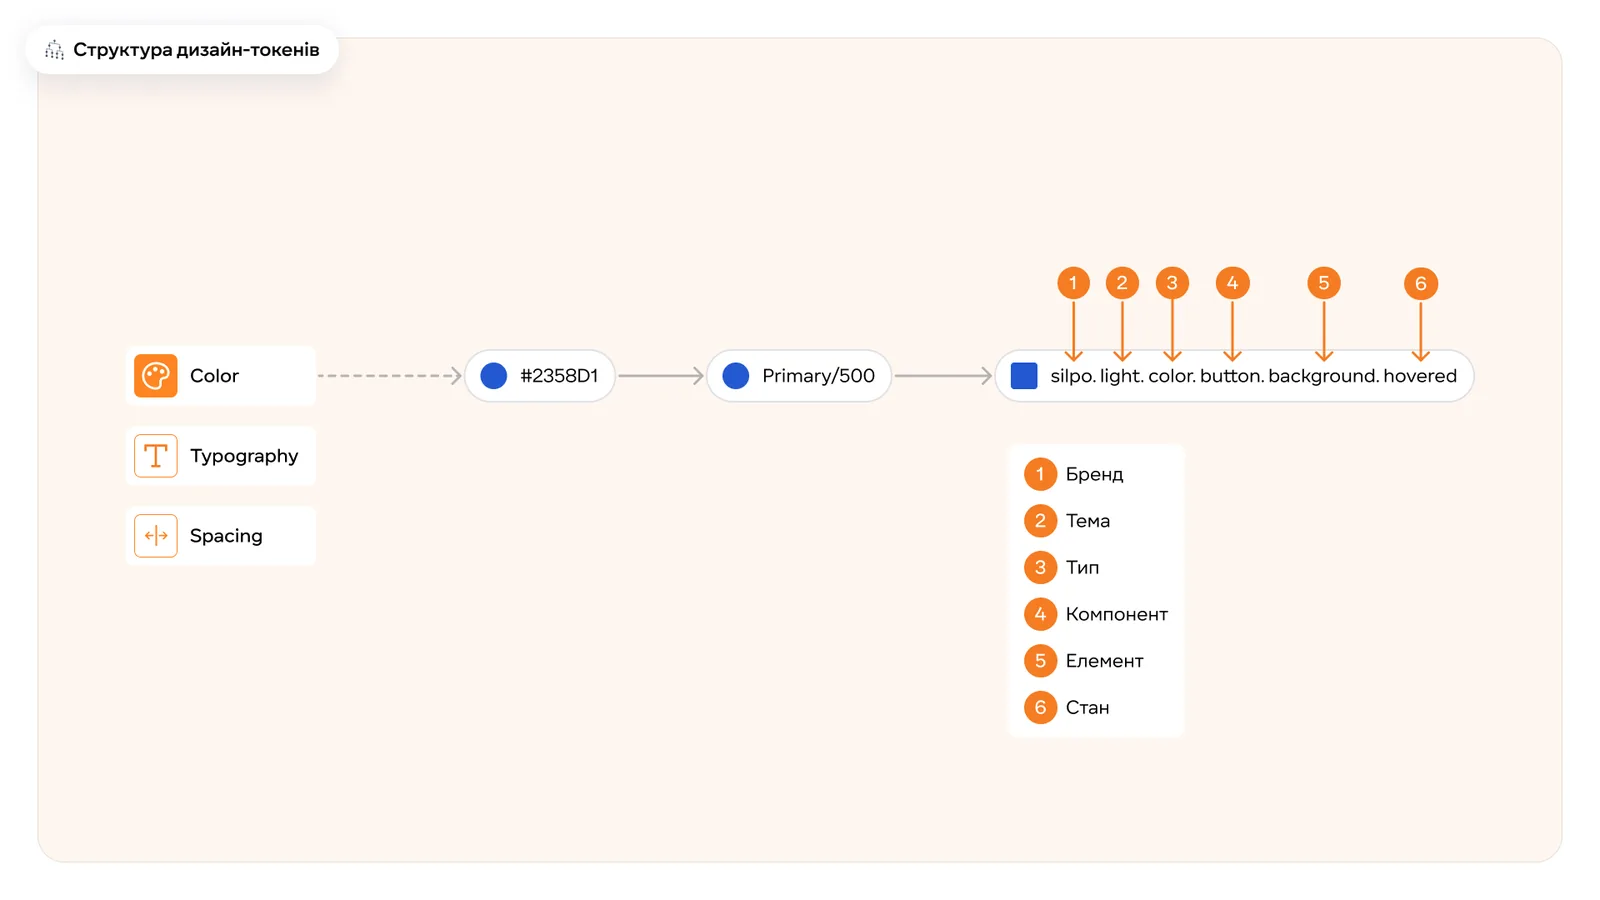 Структура дизайн-токенів
1 2 3 4 5 6
Color
#2358D1
Primary/500
silpo. light. color. button. background. hovered
Typography
Spacing
1 Бренд
2 Тема
3 Тип
4 Компонент
5 Елемент
6 Стан